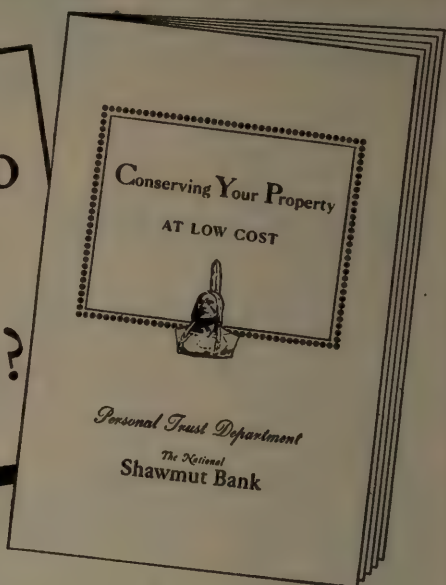 O
?
Conserving Your Property
AT LOW COST
Personal Trust Department
The National
Shawmut Bank